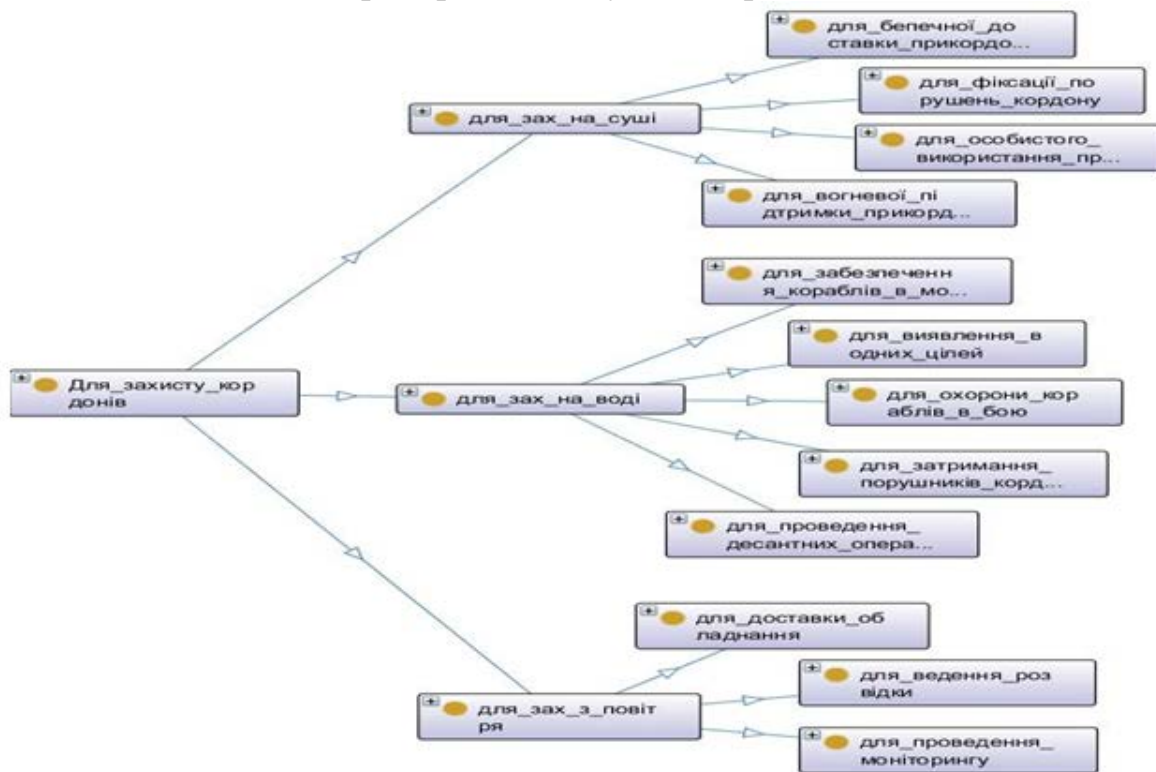 для_бепечної_до
ставки_прикордо...
для_фіксації_по
рушень_кордону
для_зах_на_суші
для_особистого_
використання_пр...
для_вогневої_пі
дтримки_прикорд...
для_забезпеченн
я_кораблів_в_мо...
для_виявлення_в
одних_цілей
Для_захисту_кор
донів
для_зах_на_воді
для_охорони_кор
аблів_в_бою
для_затримання_
порушників_корд...
для_проведення_
десантних_опера...
для_доставки_об
ладнання
для_ведення_роз
відки
для_зах_з_повіт
ря
для_проведення_
моніторингу